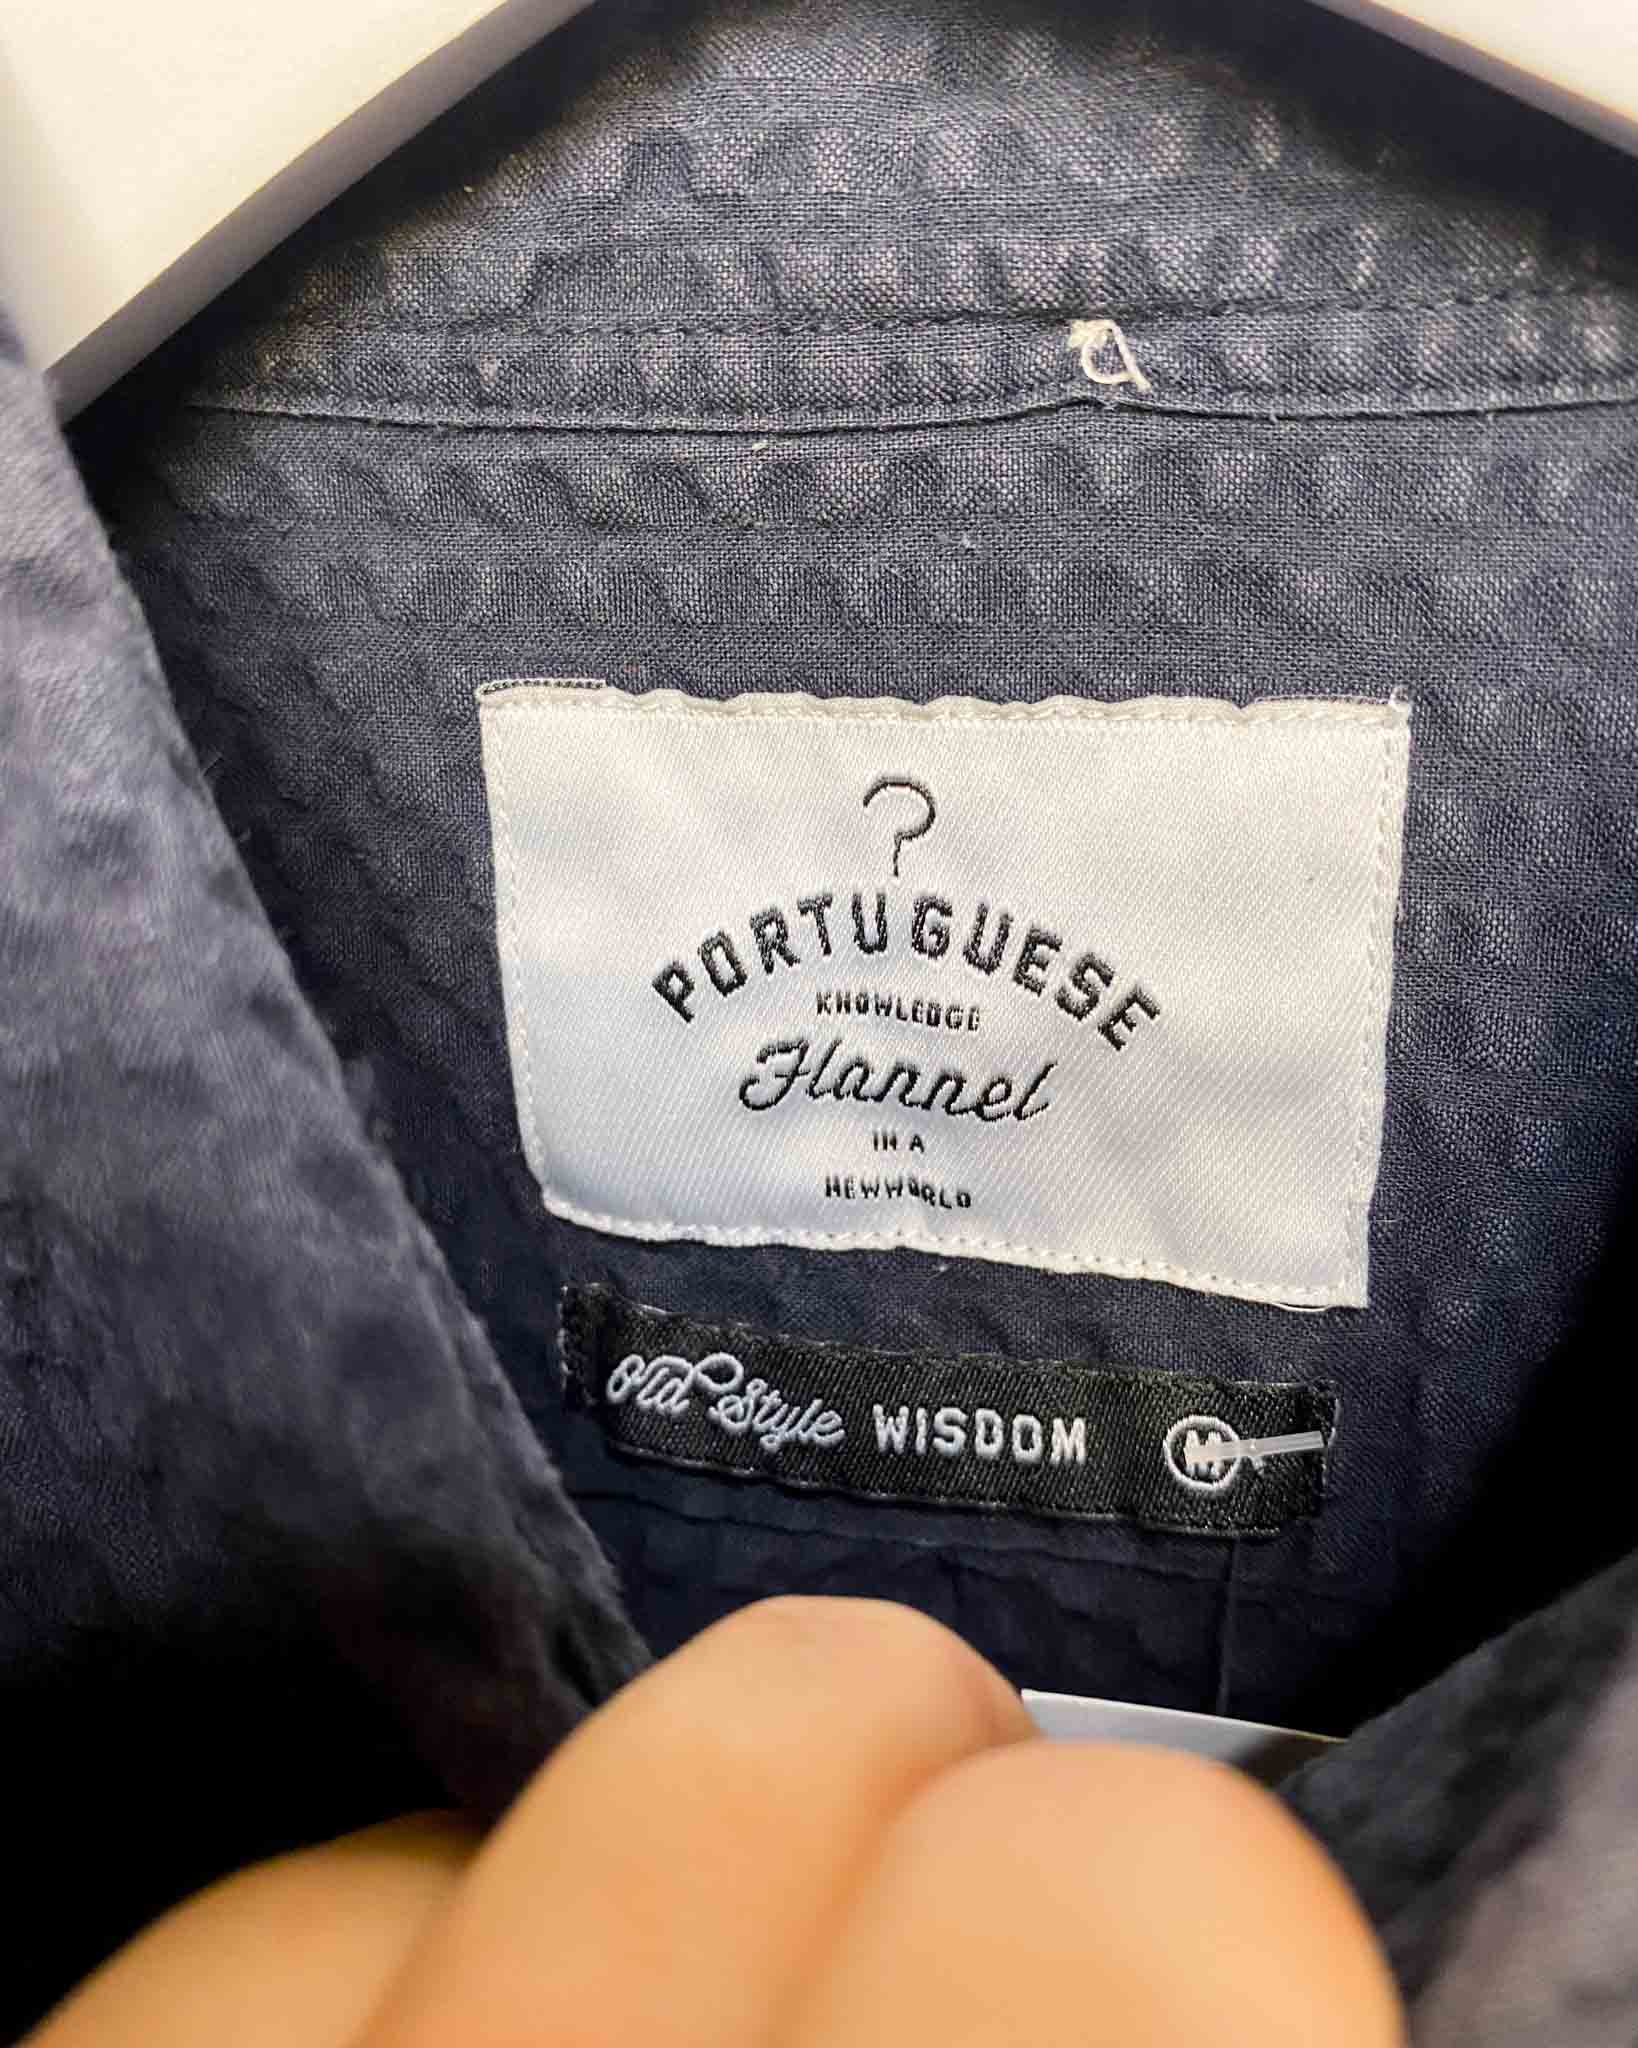 PORTUGUESE
KNOWLEDGE
Flannel
IN A
NEWWORLD
Old Style WISDOM M